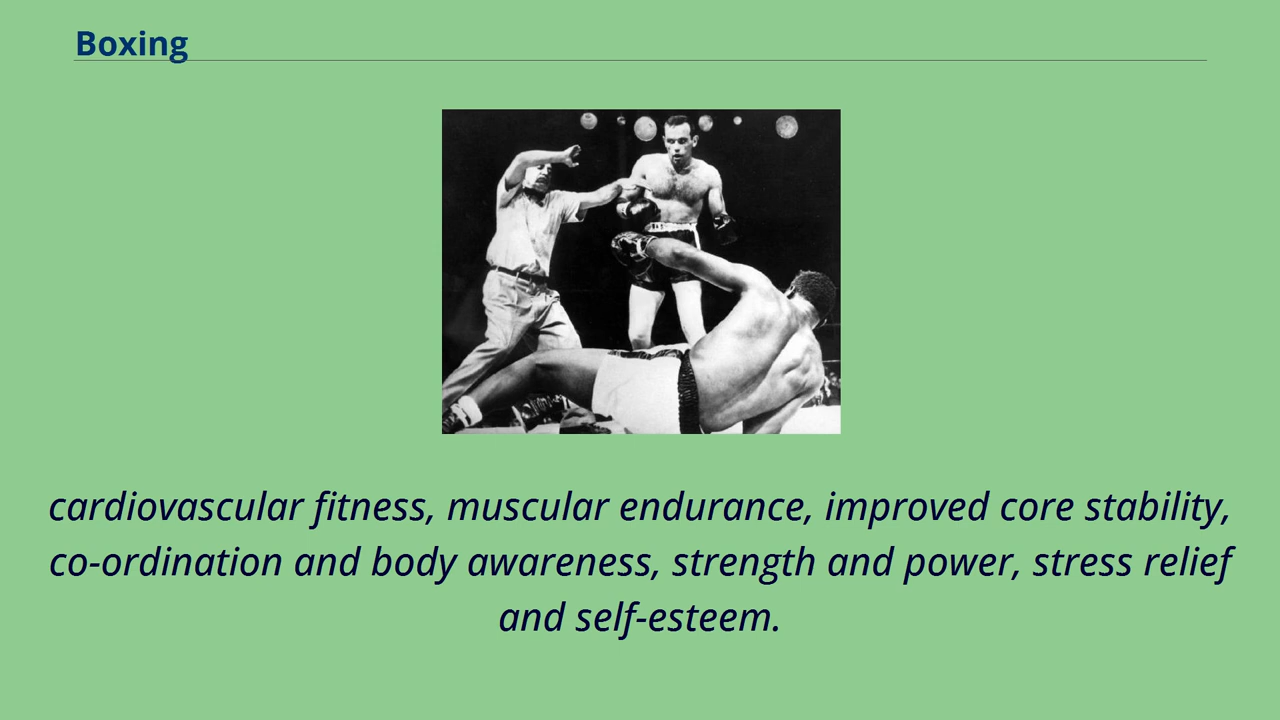 Boxing
cardiovascular fitness, muscular endurance, improved core stability,
co-ordination and body awareness, strength and power, stress relief
and self-esteem.